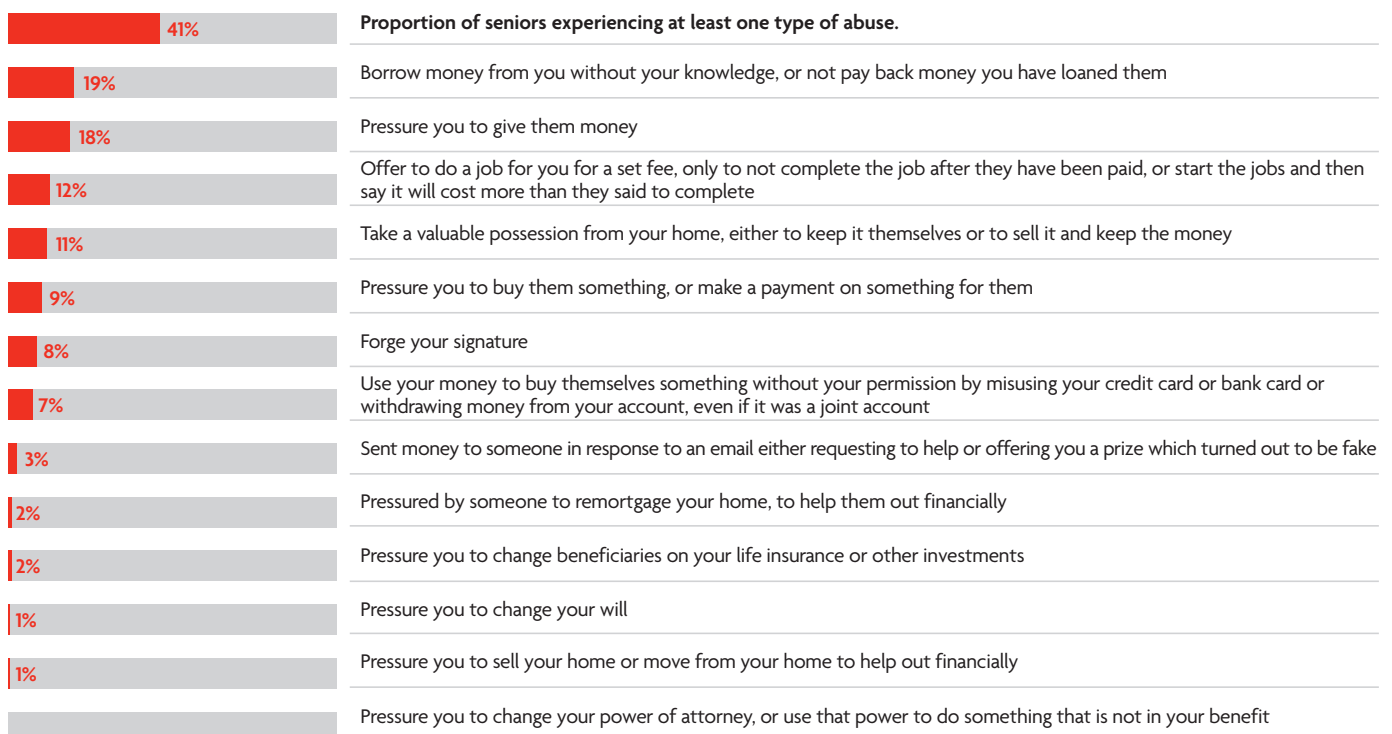 41% Proportion of seniors experiencing at least one type of abuse.
19% Borrow money from you without your knowledge, or not pay back money you have loaned them
18% Pressure you to give them money
12% Offer to do a job for you for a set fee, only to not complete the job after they have been paid, or start the jobs and then
say it will cost more than they said to complete
11% Take a valuable possession from your home, either to keep it themselves or to sell it and keep the money
9% Pressure you to buy them something, or make a payment on something for them
8% Forge your signature
7% Use your money to buy themselves something without your permission by misusing your credit card or bank card or
withdrawing money from your account, even if it was a joint account
3% Sent money to someone in response to an email either requesting to help or offering you a prize which turned out to be fake
2% Pressured by someone to remortgage your home, to help them out financially
2% Pressure you to change beneficiaries on your life insurance or other investments
1% Pressure you to change your will
1% Pressure you to sell your home or move from your home to help out financially
Pressure you to change your power of attorney, or use that power to do something that is not in your benefit